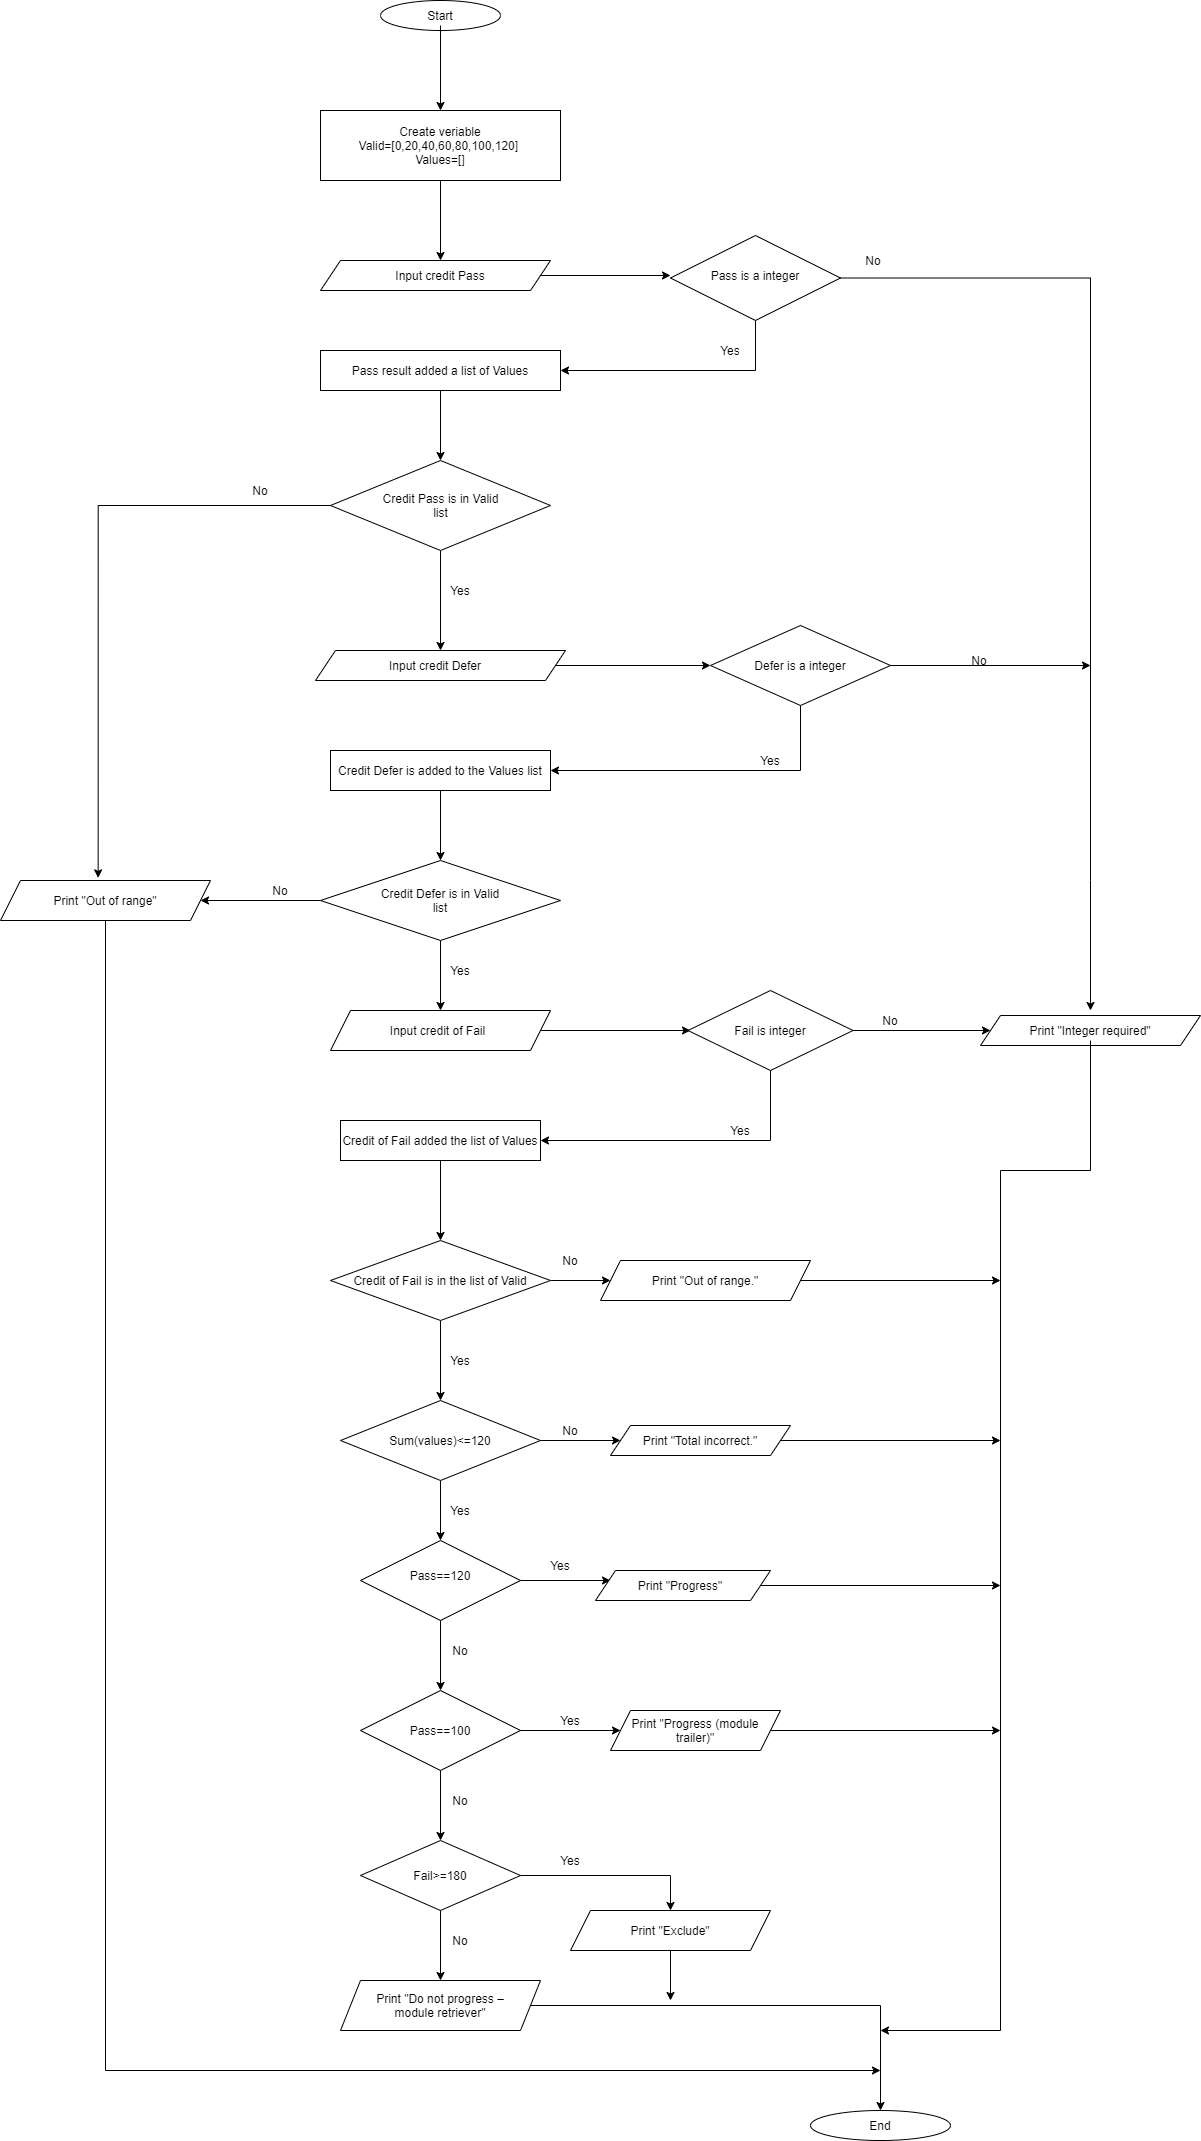 Start
Create veriable
Valid=[0,20,40,60,80,100,120]
Values=[]
Input credit Pass
Pass is a integer
No
Yes
Pass result added a list of Values
Credit Pass is in Valid
list
No
Yes
Input credit Defer
Defer is a integer
No
Yes
Credit Defer is added to the Values list
Credit Defer is in Valid
list
No
Print "Out of range"
Yes
Input credit of Fail
Fail is integer
No
Print "Integer required"
Yes
Credit of Fail added the list of Values
Credit of Fail is in the list of Valid
No
Print "Out of range."
Yes
Sum(values)<=120
No
Print "Total incorrect."
Yes
Pass==120
Yes
Print "Progress"
No
Pass==100
Yes
Print "Progress (module
trailer)"
No
Fail>=180
Yes
Print "Exclude"
No
Print "Do not progress –
module retriever"
End